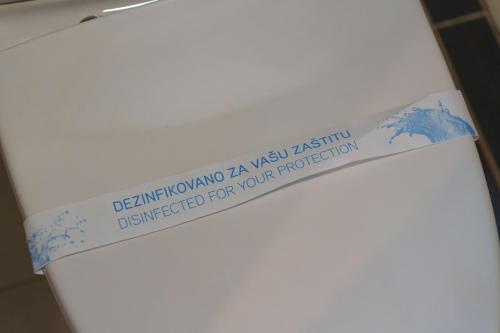 DEZINFIKOVANO ZA VAŠU ZAŠTITU
DISINFECTED FOR YOUR PROTECTION